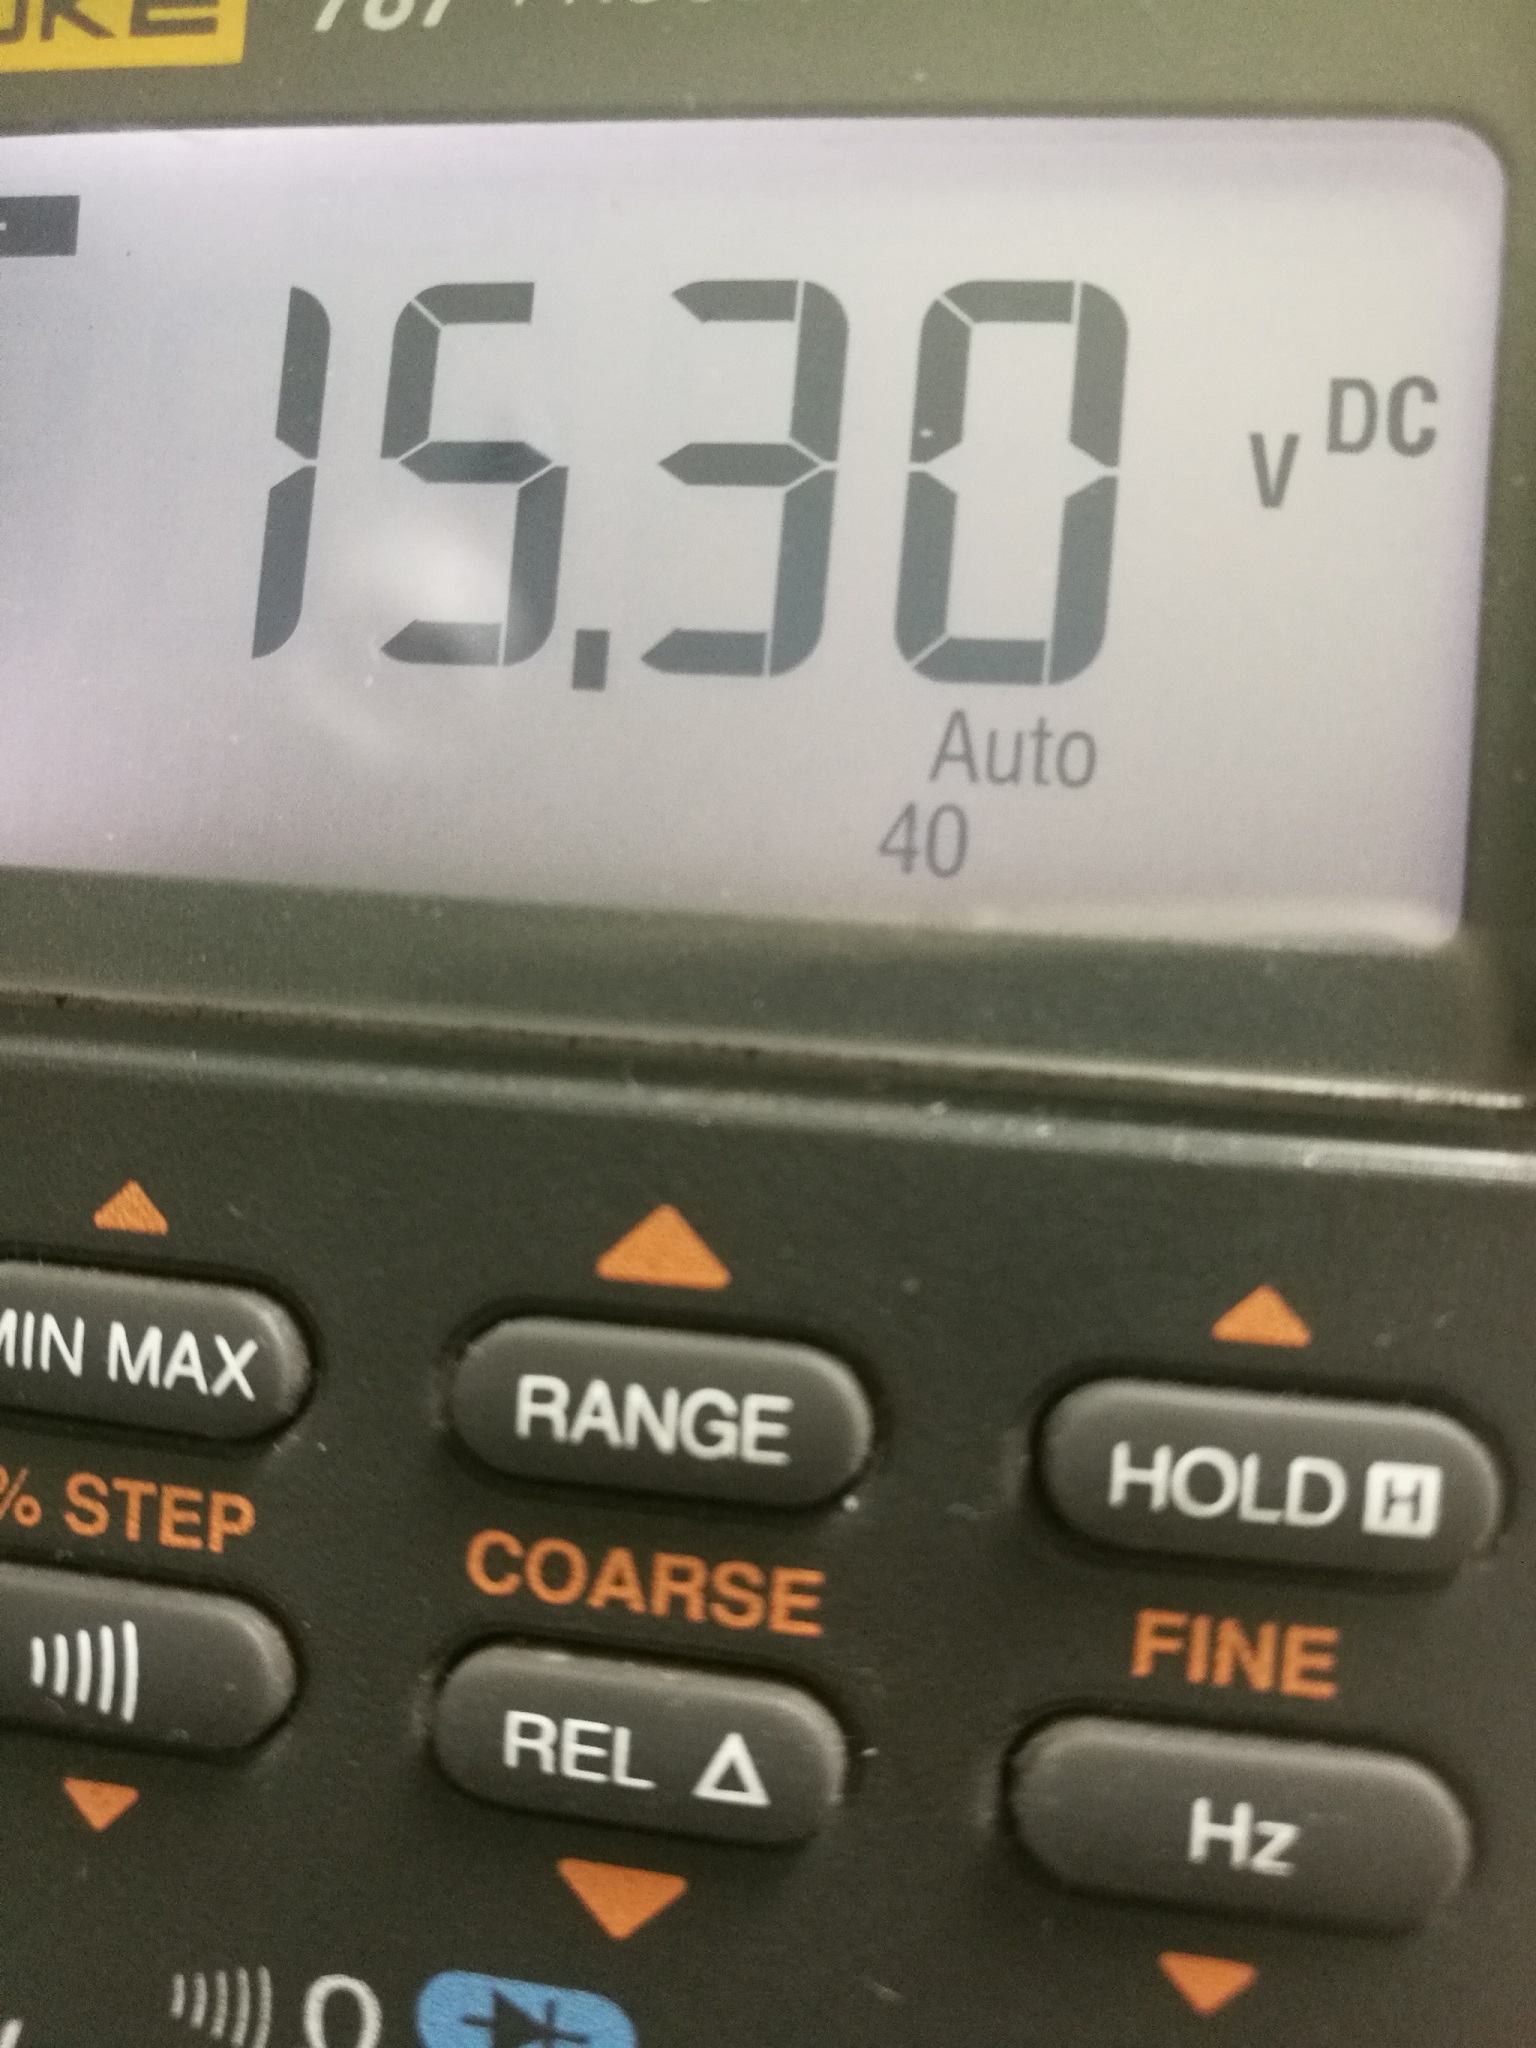 15.30 V DC
Auto
40
MIN MAX RANGE HOLD H
% STEP COARSE FINE
REL Δ Hz